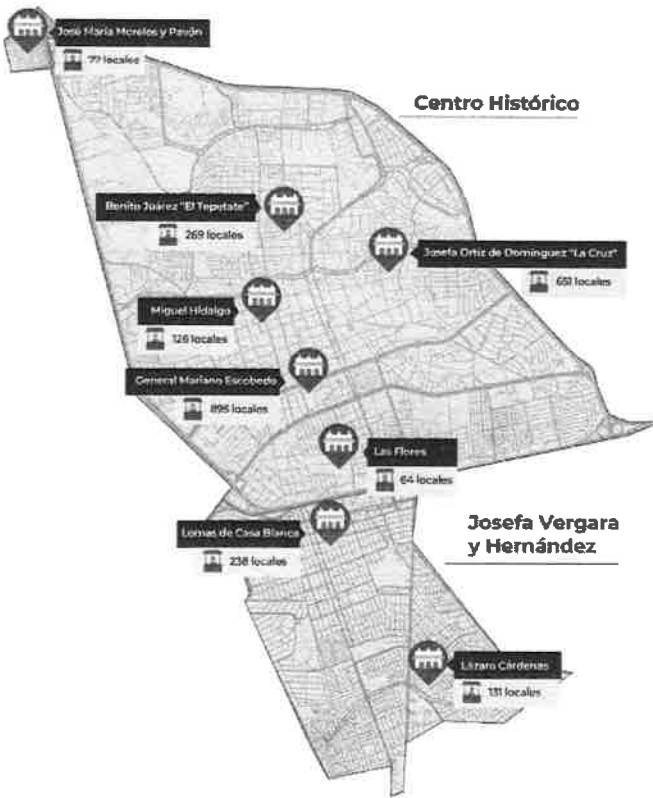 José María Morelos y Pavón
77 locales
Centro Histórico
Benito Juárez "El Tepetate"
269 locales
Josefa Ortiz de Domínguez "La Cruz"
651 locales
Miguel Hidalgo
126 locales
General Mariano Escobedo
895 locales
Las Flores
64 locales
Lomas de Casa Blanca
238 locales
Josefa Vergara
y Hernández
Lázaro Cárdenas
131 locales